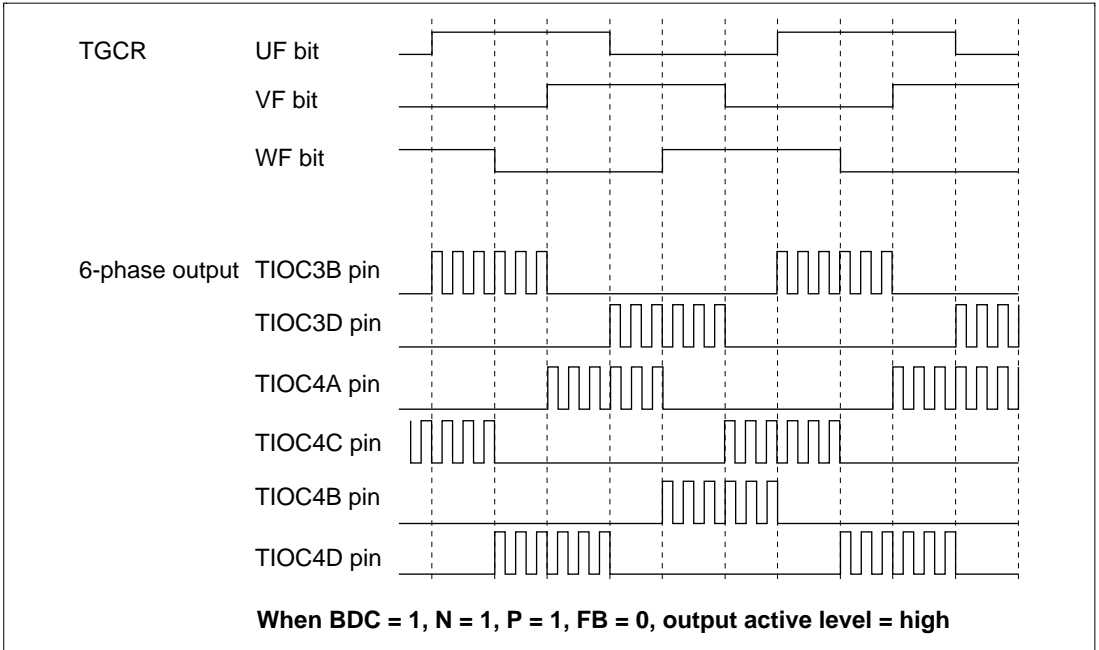 TGCR UF bit
VF bit
WF bit
6-phase output TIOC3B pin
TIOC3D pin
TIOC4A pin
TIOC4C pin
TIOC4B pin
TIOC4D pin
When BDC = 1, N = 1, P = 1, FB = 0, output active level = high